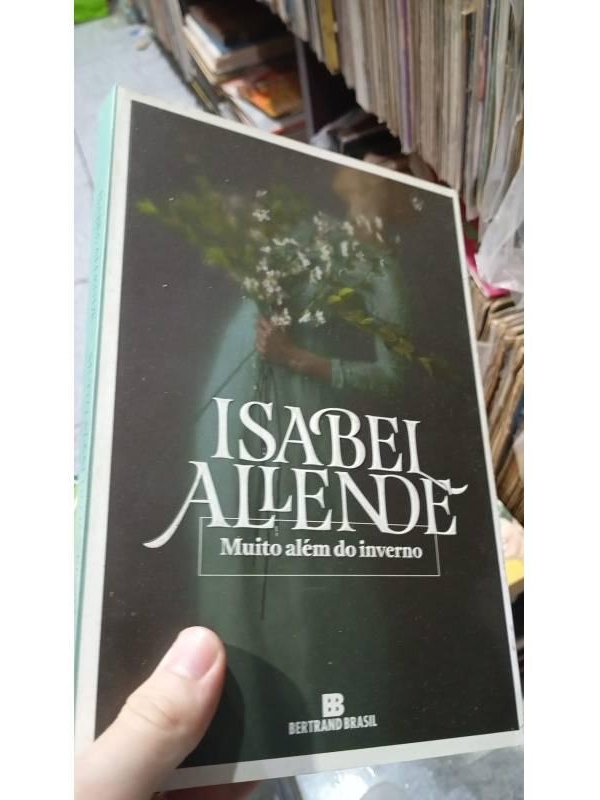 ISABEL
ALLENDE
Muito além do inverno
BERTRAND BRASIL